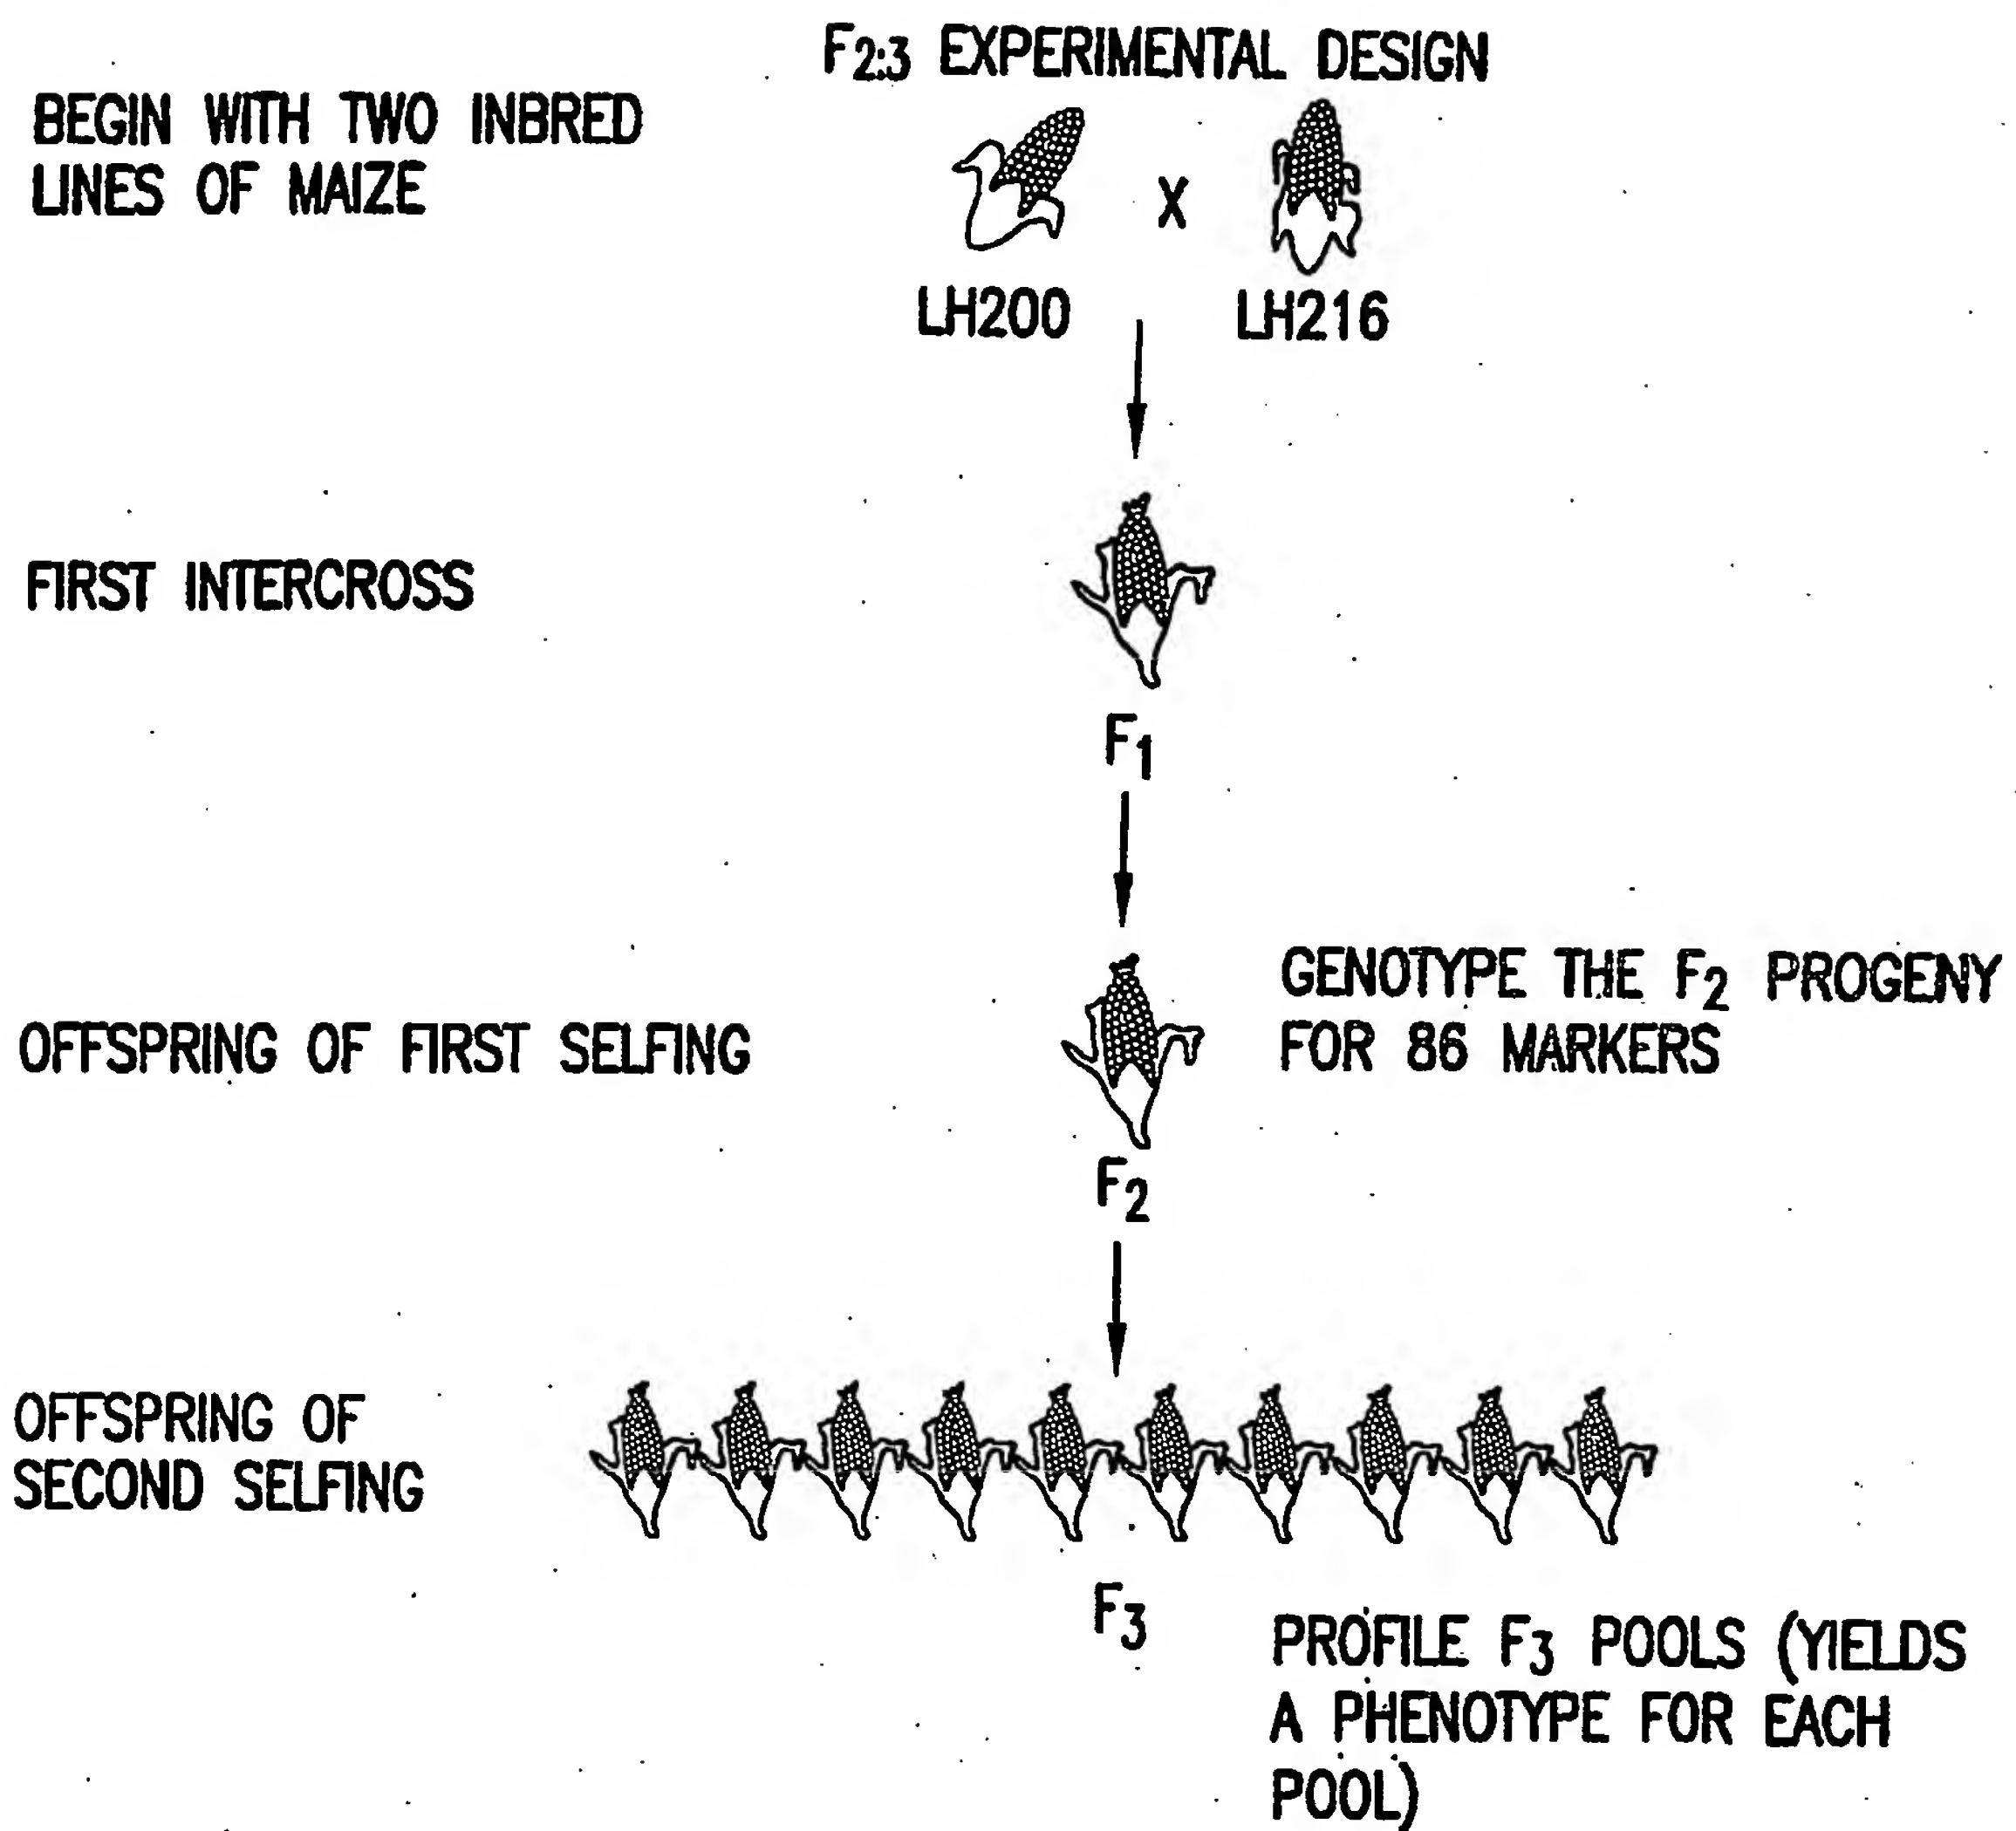 F2:3 EXPERIMENTAL DESIGN
BEGIN WITH TWO INBRED
LINES OF MAIZE
X
LH200
LH216
FIRST INTERCROSS
F1
OFFSPRING OF FIRST SELFING
GENOTYPE THE F2 PROGENY
FOR 86 MARKERS
F2
OFFSPRING OF
SECOND SELFING
F3
PROFILE F3 POOLS (YIELDS
A PHENOTYPE FOR EACH
POOL)